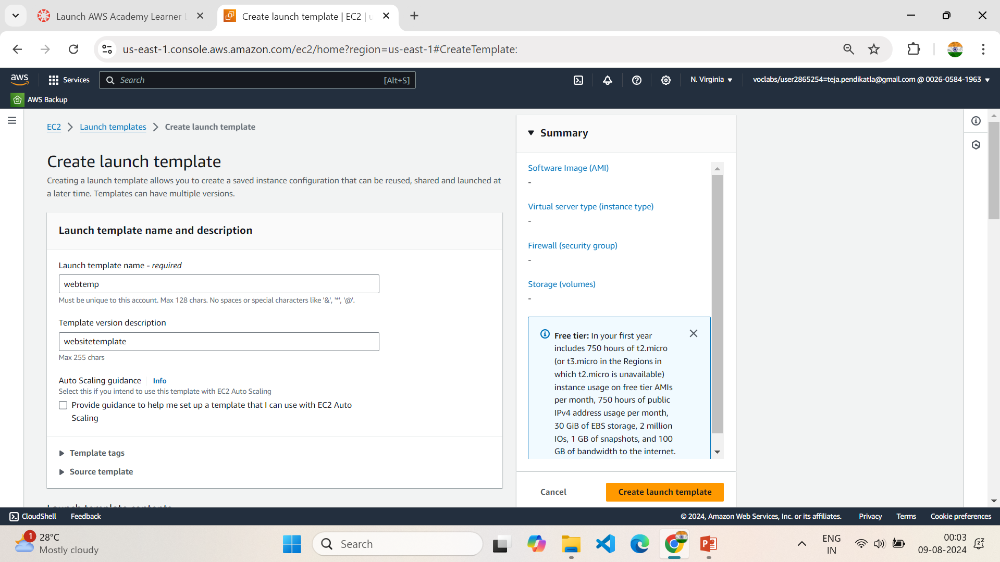 Launch AWS Academy Learner
Create launch template | EC2 | u
us-east-1.console.aws.amazon.com/ec2/home?region=us-east-1#CreateTemplate:
aws
Services
Search
[Alt+S]
N. Virginia
voclabs/user2865254=teja.pendikatla@gmail.com @ 0026-0584-1963
AWS Backup
EC2
Launch templates
Create launch template
Create launch template
Creating a launch template allows you to create a saved instance configuration that can be reused, shared and launched at
a later time. Templates can have multiple versions.
Launch template name and description
Launch template name - required
webtemp
Must be unique to this account. Max 128 chars. No spaces or special characters like '&', '*', '@'.
Template version description
websitetemplate
Max 255 chars
Auto Scaling guidance
Info
Select this if you intend to use this template with EC2 Auto Scaling
Provide guidance to help me set up a template that I can use with EC2 Auto
Scaling
Template tags
Source template
Launch template contents
Summary
Software Image (AMI)
-
Virtual server type (instance type)
-
Firewall (security group)
-
Storage (volumes)
-
Free tier: In your first year
includes 750 hours of t2.micro
(or t3.micro in the Regions in
which t2.micro is unavailable)
instance usage on free tier AMIs
per month, 750 hours of public
IPv4 address usage per month,
30 GiB of EBS storage, 2 million
IOs, 1 GB of snapshots, and 100
GB of bandwidth to the internet.
Cancel
Create launch template
CloudShell
Feedback
© 2024, Amazon Web Services, Inc. or its affiliates.
Privacy
Terms
Cookie preferences
1
28°C
Mostly cloudy
Search
ENG
IN
00:03
09-08-2024